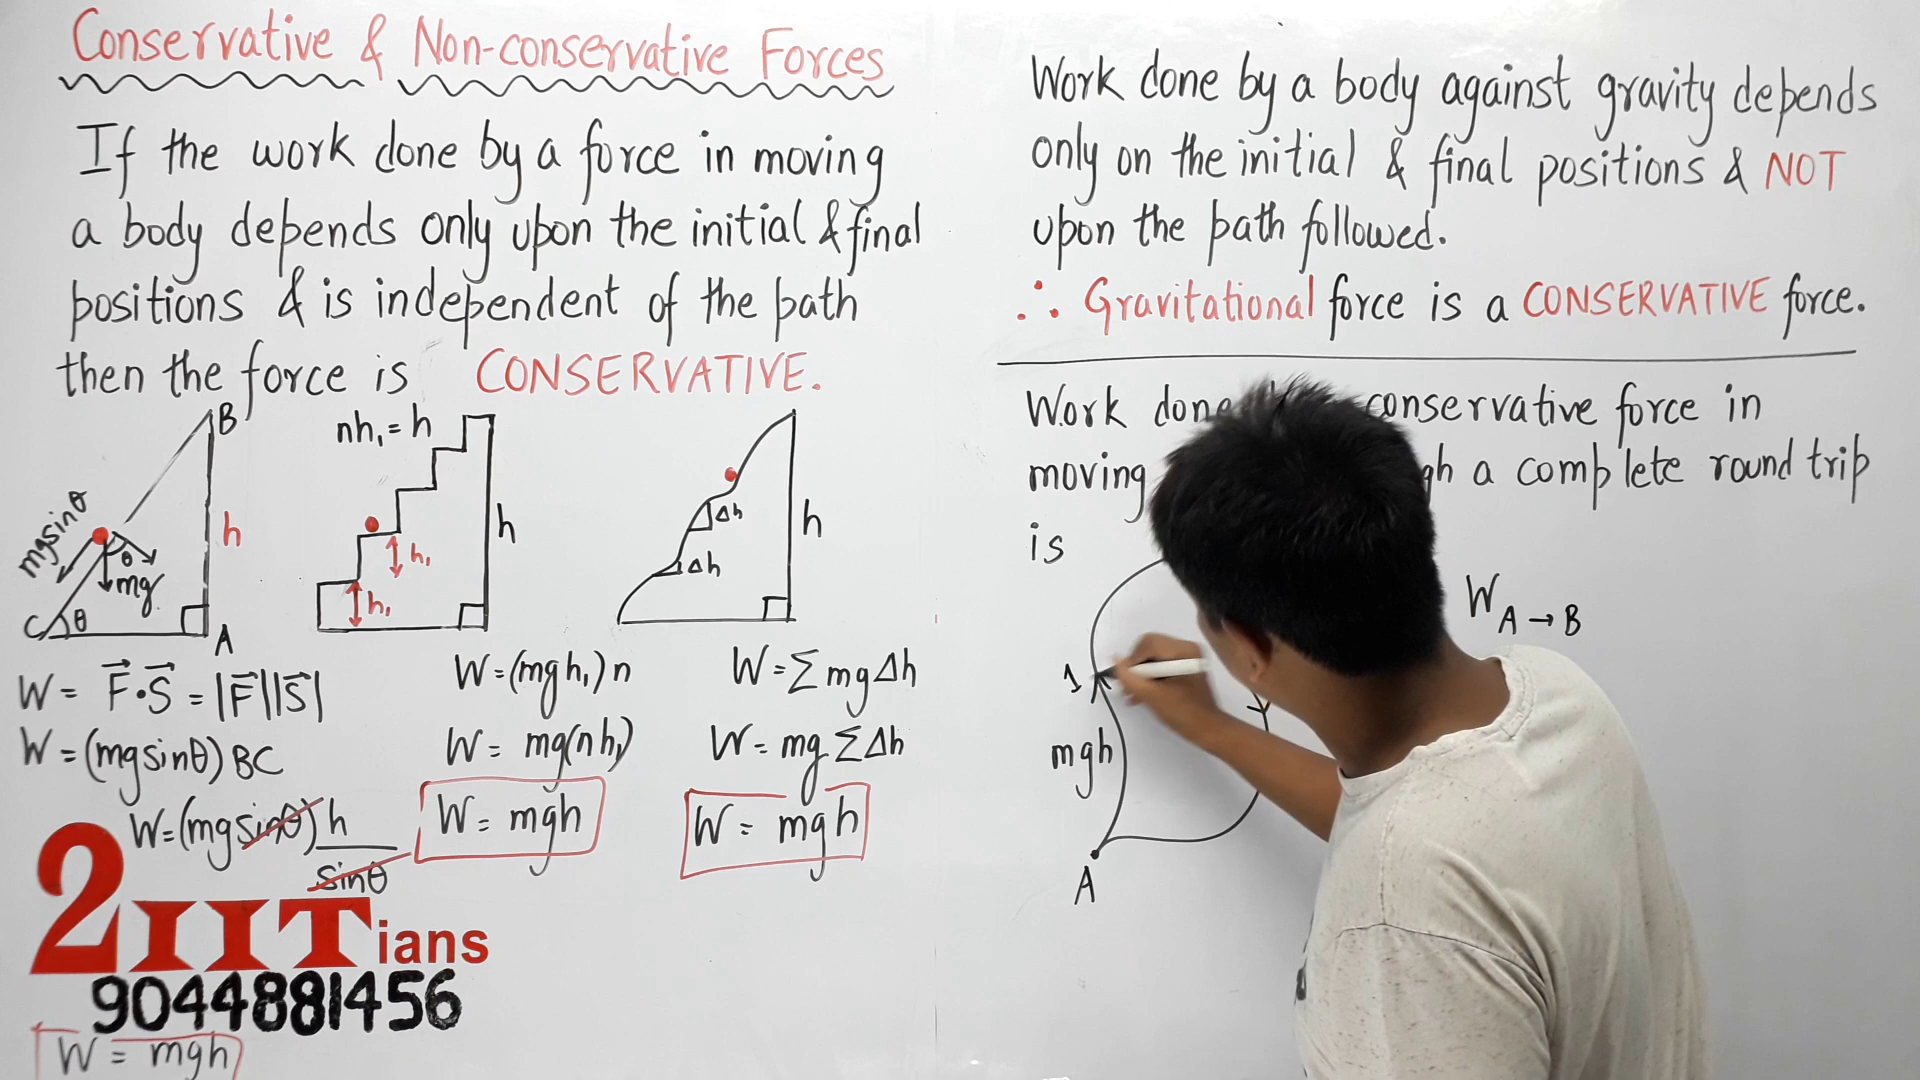 Conservative & Non-conservative Forces
If the work done by a force in moving
a body depends only upon the initial & final
positions & is independent of the path
then the force is CONSERVATIVE.
B
mgsinθ
θ
mg
h
C
θ
A
nh₁ = h
h₁
h₁
h
Δh
Δh
h
W = F⃗·S⃗ = |F⃗||S⃗|
W = (mgsinθ) BC
W = (mgsinθ) h
sinθ
W = mgh
W = (mgh₁) n
W = mg(nh₁)
W = mgh
W = Σ mgΔh
W = mg ΣΔh
W = mgh
2IITians
9044881456
Work done by a body against gravity depends
only on the initial & final positions & NOT
upon the path followed.
∴ Gravitational force is a CONSERVATIVE force.
Work done conservative force in
moving a complete round trip
is
W A → B
1
mgh
A